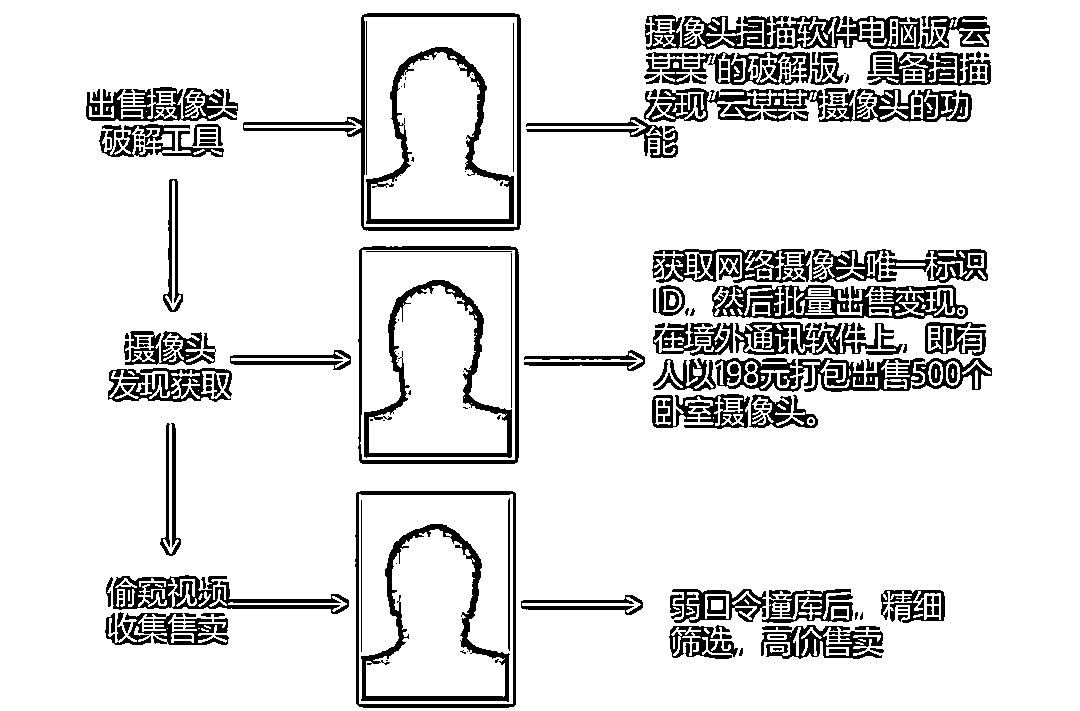 出售摄像头
破解工具
摄像头扫描软件电脑版“云
某某”的破解版，具备扫描
发现“云某某”摄像头的功
能
摄像头
发现获取
获取网络摄像头唯一标识
ID，然后批量出售变现。
在境外通讯软件上，即有
人以198元打包出售500个
卧室摄像头。
偷窥视频
收集售卖
弱口令撞库后，精细
筛选，高价售卖